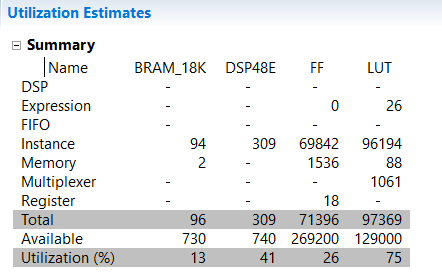 Utilization Estimates
Summary
Name BRAM_18K DSP48E FF LUT
DSP - - - -
Expression - - 0 26
FIFO - - - -
Instance 94 309 69842 96194
Memory 2 - 1536 88
Multiplexer - - - 1061
Register - - 18 -
Total 96 309 71396 97369
Available 730 740 269200 129000
Utilization (%) 13 41 26 75